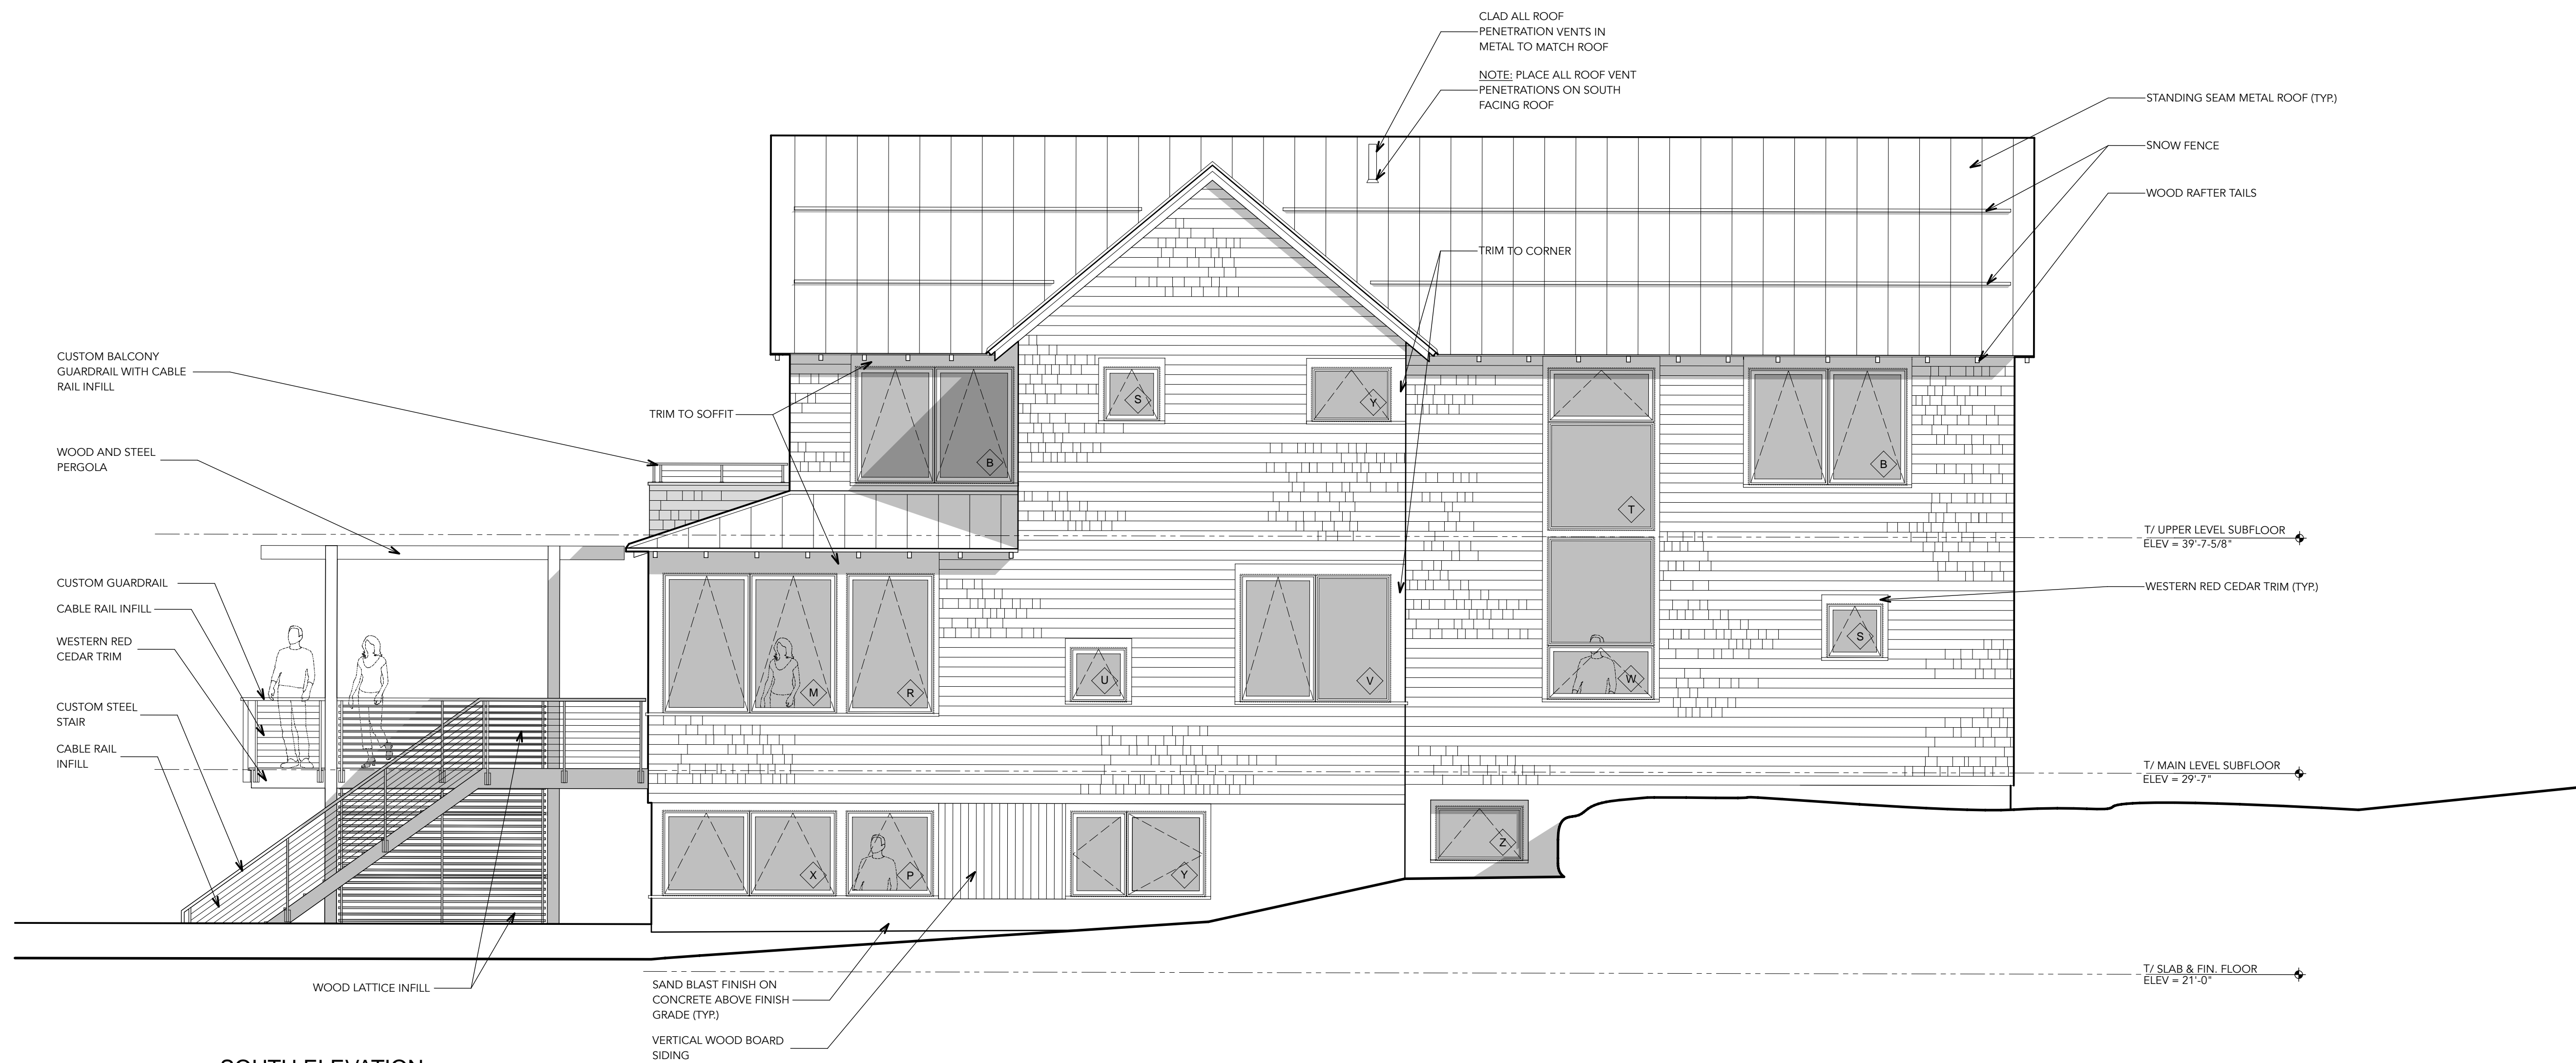 CLAD ALL ROOF
PENETRATION VENTS IN
METAL TO MATCH ROOF
NOTE: PLACE ALL ROOF VENT
PENETRATIONS ON SOUTH
FACING ROOF
STANDING SEAM METAL ROOF (TYP.)
SNOW FENCE
WOOD RAFTER TAILS
TRIM TO CORNER
CUSTOM BALCONY
GUARDRAIL WITH CABLE
RAIL INFILL
TRIM TO SOFFIT
WOOD AND STEEL
PERGOLA
S
Y
B
B
T
T/ UPPER LEVEL SUBFLOOR
ELEV = 39'-7-5/8"
CUSTOM GUARDRAIL
CABLE RAIL INFILL
WESTERN RED
CEDAR TRIM
CUSTOM STEEL
STAIR
CABLE RAIL
INFILL
WESTERN RED CEDAR TRIM (TYP.)
M
R
U
V
W
S
T/ MAIN LEVEL SUBFLOOR
ELEV = 29'-7"
X
P
Y
Z
T/ SLAB & FIN. FLOOR
ELEV = 21'-0"
WOOD LATTICE INFILL
SAND BLAST FINISH ON
CONCRETE ABOVE FINISH
GRADE (TYP.)
VERTICAL WOOD BOARD
SIDING
SOUTH ELEVATION